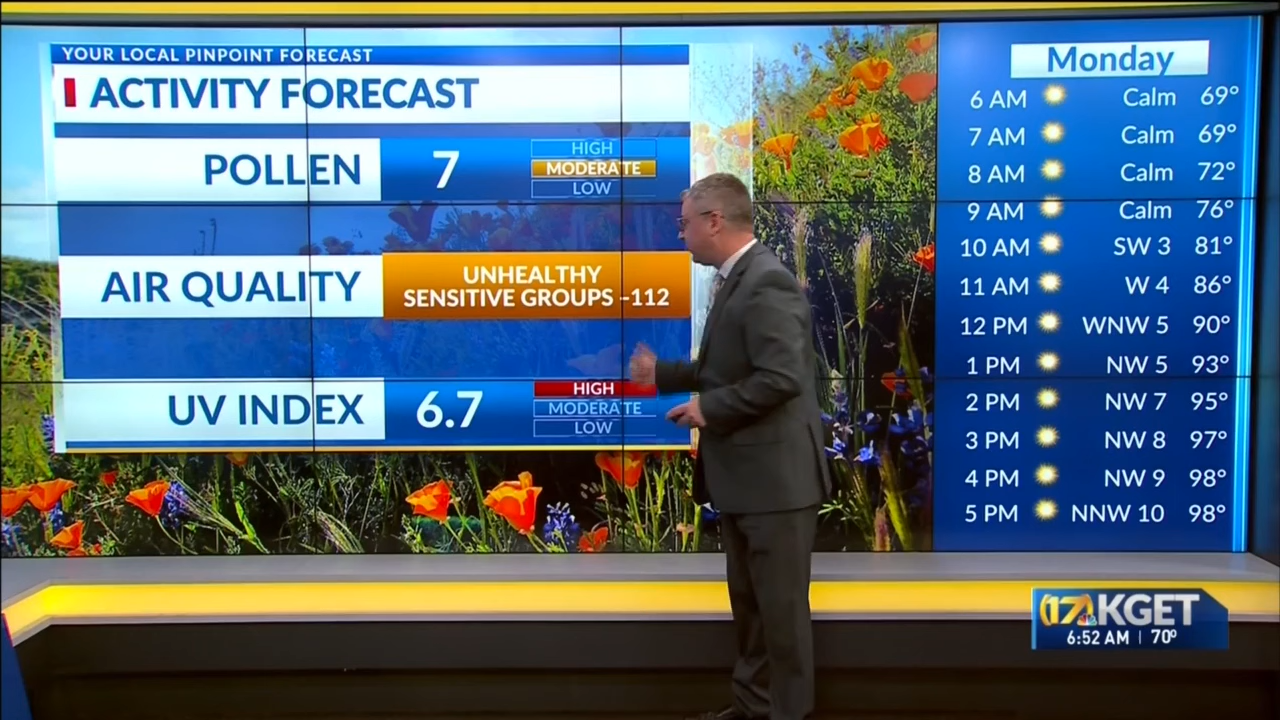 YOUR LOCAL PINPOINT FORECAST
ACTIVITY FORECAST
POLLEN
7
HIGH
MODERATE
LOW
AIR QUALITY
UNHEALTHY
SENSITIVE GROUPS -112
UV INDEX
6.7
HIGH
MODERATE
LOW
Monday
6 AM Calm 69°
7 AM Calm 69°
8 AM Calm 72°
9 AM Calm 76°
10 AM SW 3 81°
11 AM W 4 86°
12 PM WNW 5 90°
1 PM NW 5 93°
2 PM NW 7 95°
3 PM NW 8 97°
4 PM NW 9 98°
5 PM NNW 10 98°
17 KGET
6:52 AM | 70°